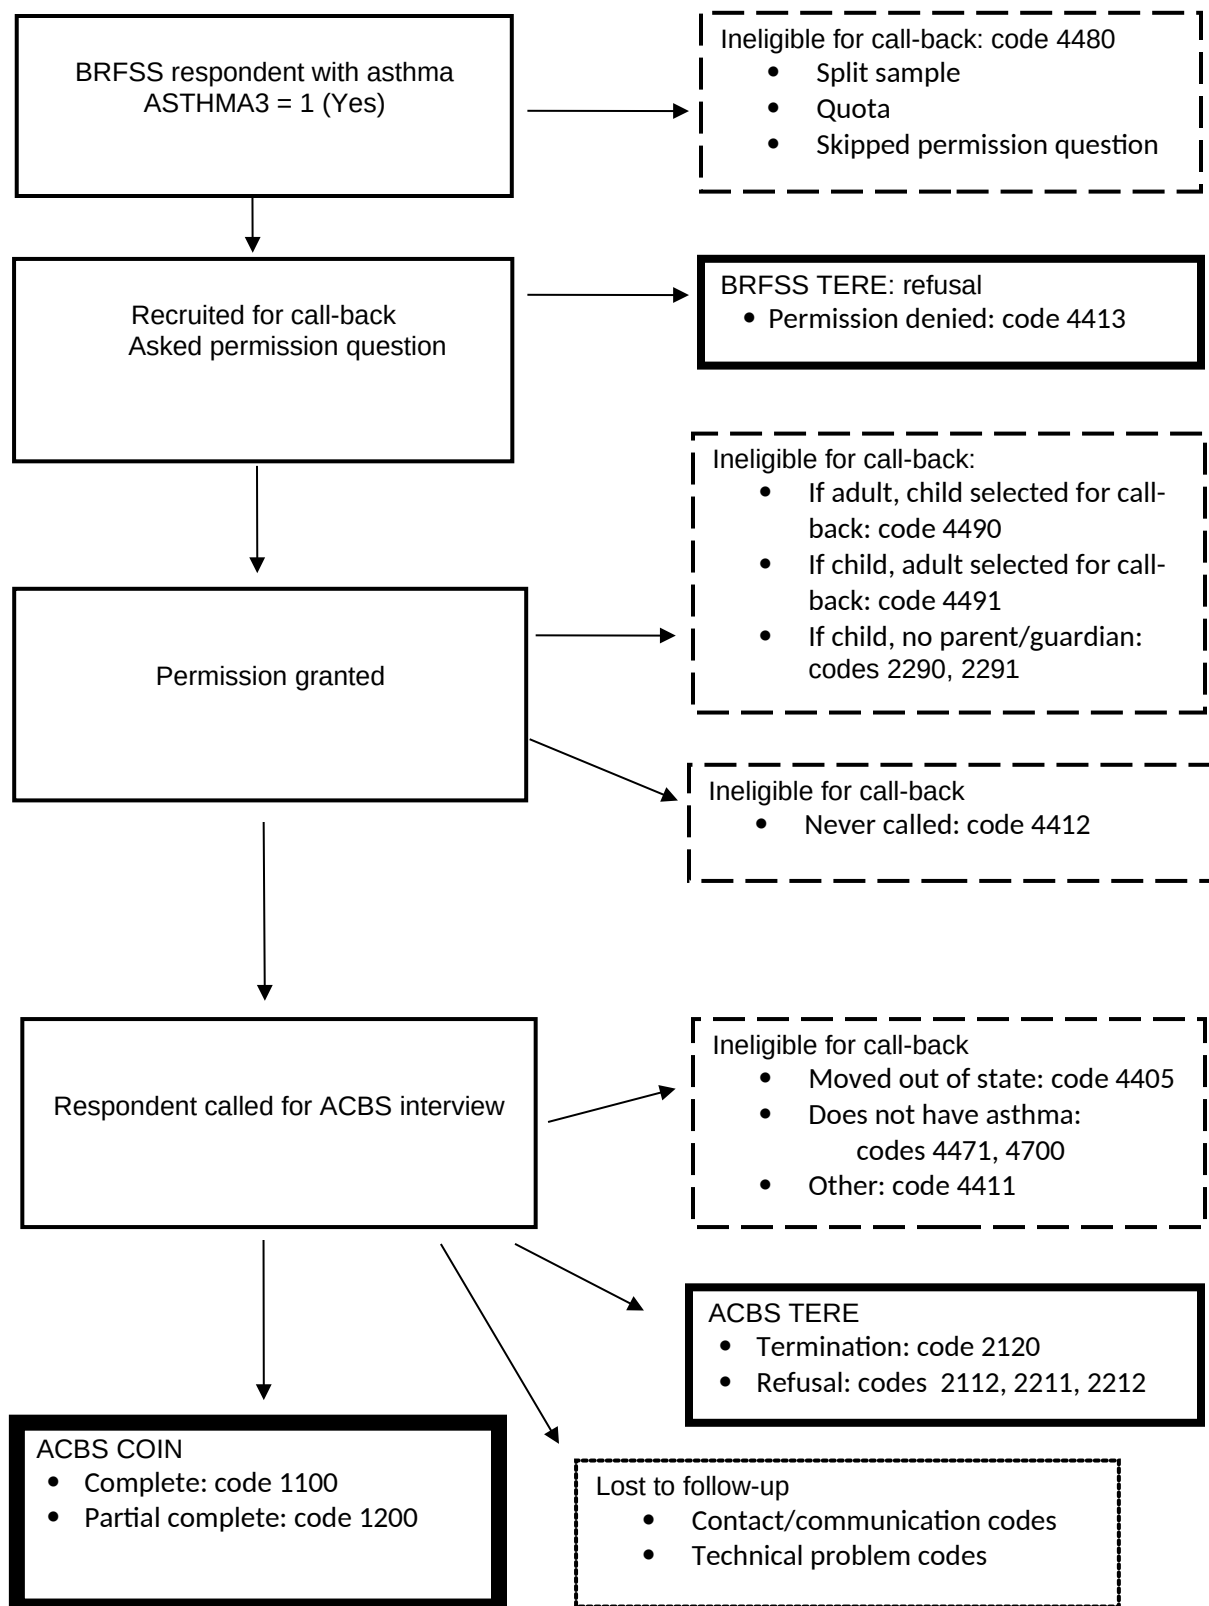 BRFSS respondent with asthma
ASTHMA3 = 1 (Yes)
Ineligible for call-back: code 4480
• Split sample
• Quota
• Skipped permission question
Recruited for call-back
Asked permission question
BRFSS TERE: refusal
• Permission denied: code 4413
Ineligible for call-back:
• If adult, child selected for call-
back: code 4490
• If child, adult selected for call-
back: code 4491
• If child, no parent/guardian:
codes 2290, 2291
Permission granted
Ineligible for call-back
• Never called: code 4412
Respondent called for ACBS interview
Ineligible for call-back
• Moved out of state: code 4405
• Does not have asthma:
codes 4471, 4700
• Other: code 4411
ACBS TERE
• Termination: code 2120
• Refusal: codes  2112, 2211, 2212
ACBS COIN
• Complete: code 1100
• Partial complete: code 1200
Lost to follow-up
• Contact/communication codes
• Technical problem codes